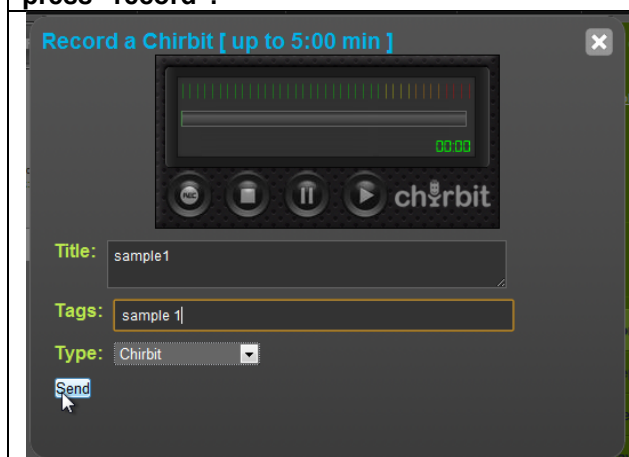 press "record".
Record a Chirbit [ up to 5:00 min ]
00:00
REC
chirbit
Title: sample1
Tags: sample 1
Type: Chirbit
Send